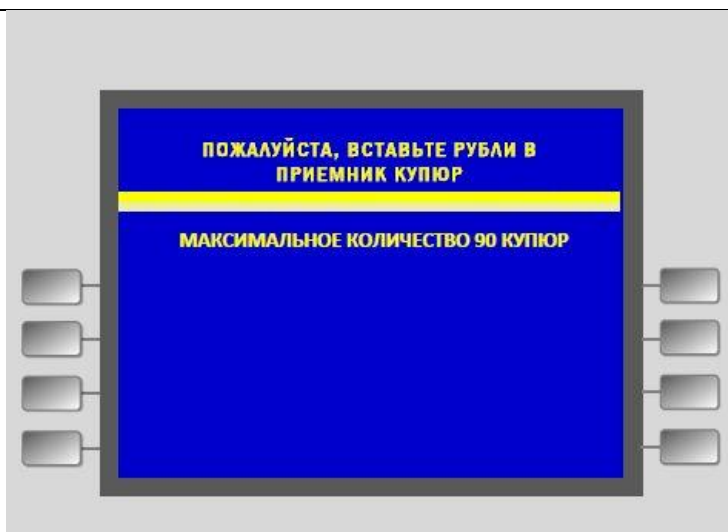 ПОЖАЛУЙСТА, ВСТАВЬТЕ РУБЛИ В
ПРИЕМНИК КУПЮР
МАКСИМАЛЬНОЕ КОЛИЧЕСТВО 90 КУПЮР